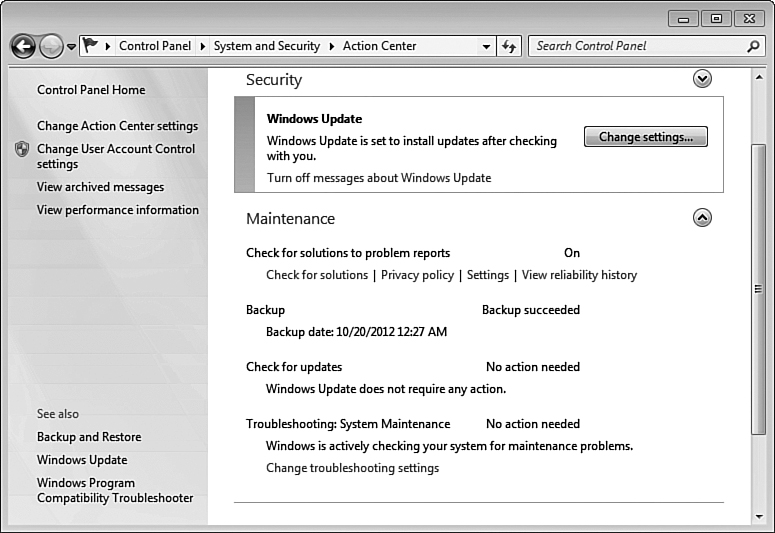 Control Panel
System and Security
Action Center
Search Control Panel
Control Panel Home
Change Action Center settings
Change User Account Control
settings
View archived messages
View performance information
See also
Backup and Restore
Windows Update
Windows Program
Compatibility Troubleshooter
Security
Windows Update
Windows Update is set to install updates after checking
with you.
Change settings...
Turn off messages about Windows Update
Maintenance
Check for solutions to problem reports On
Check for solutions | Privacy policy | Settings | View reliability history
Backup Backup succeeded
Backup date: 10/20/2012 12:27 AM
Check for updates No action needed
Windows Update does not require any action.
Troubleshooting: System Maintenance No action needed
Windows is actively checking your system for maintenance problems.
Change troubleshooting settings